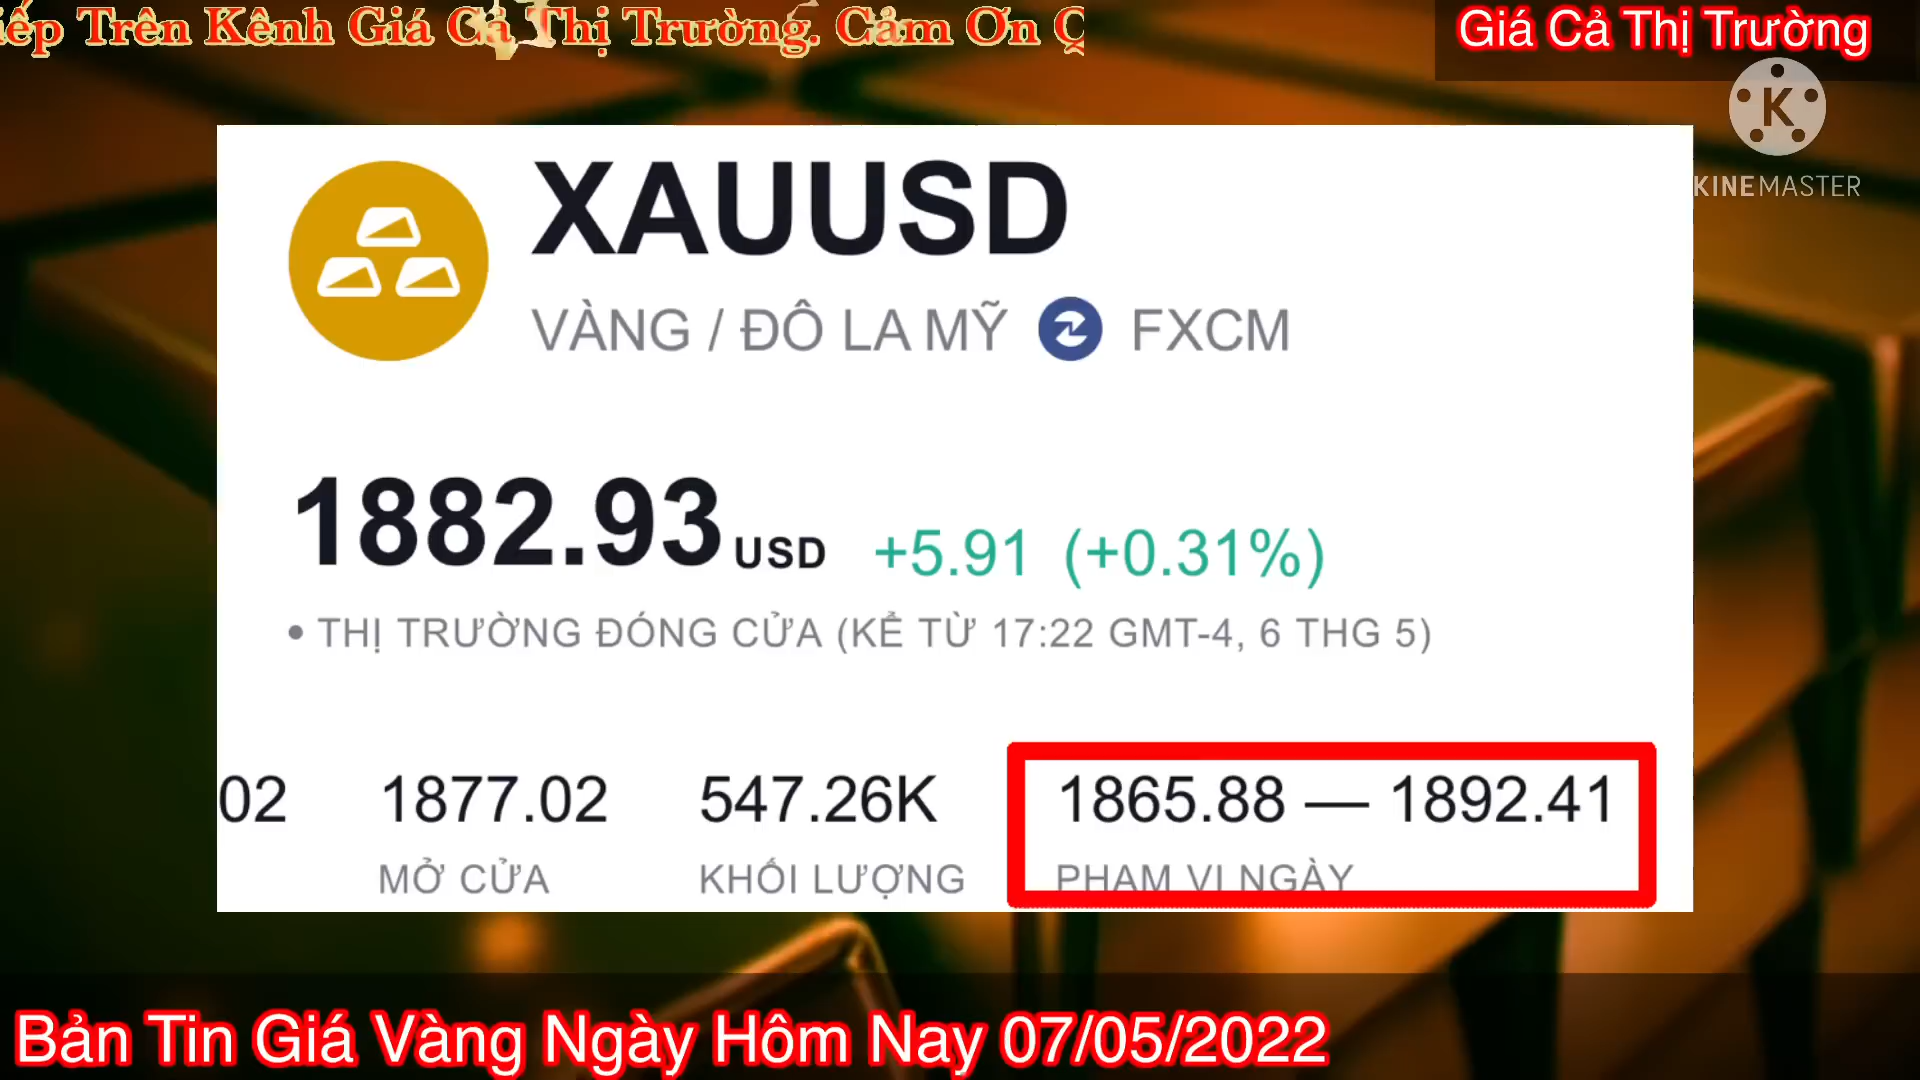 Trên Kênh Giá Cả Thị Trường. Cảm Ơn
Giá Cả Thị Trường
K
KINEMASTER
XAUUSD
VÀNG / ĐÔ LA MỸ FXCM
1882.93 USD +5.91 (+0.31%)
• THỊ TRƯỜNG ĐÓNG CỬA (KỂ TỪ 17:22 GMT-4, 6 THG 5)
02 1877.02 547.26K 1865.88 — 1892.41
MỞ CỬA KHỐI LƯỢNG PHẠM VI NGÀY
Bản Tin Giá Vàng Ngày Hôm Nay 07/05/2022